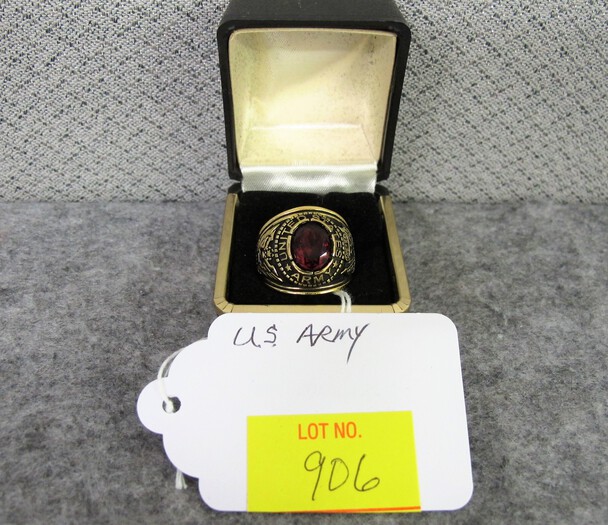 UNITED STATES
ARMY
U.S. ARMY
LOT NO.
906